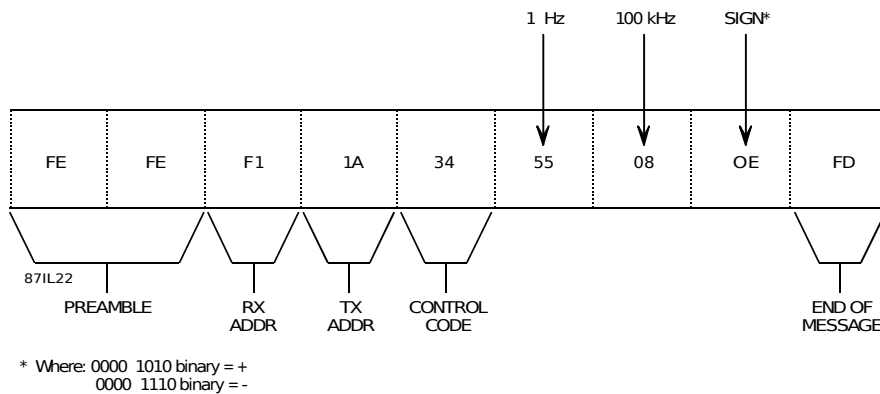 1 Hz 100 kHz SIGN*
FE FE F1 1A 34 55 08 OE FD
87IL22
PREAMBLE RX ADDR TX ADDR CONTROL CODE END OF MESSAGE
* Where: 0000 1010 binary = +
0000 1110 binary = -